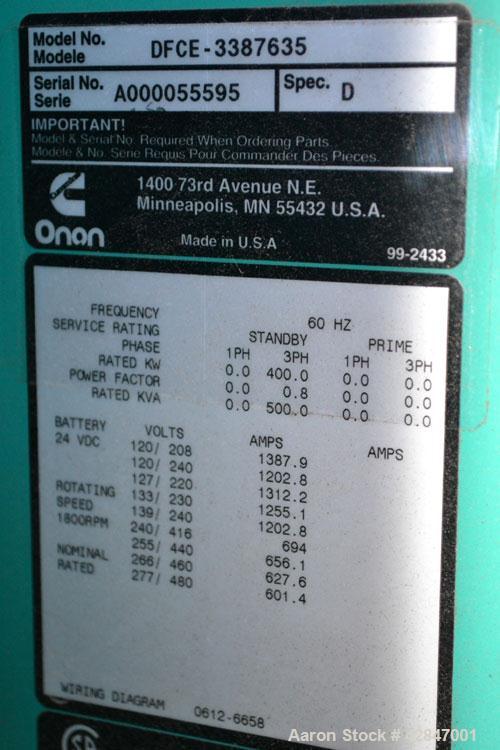 Model No. DFCE-3387635
Modele
Serial No. A000055595 Spec. D
Serie
IMPORTANT!
Model & Serial No. Required When Ordering Parts.
Modele & No. Serie Requis Pour Commander Des Pieces.
1400 73rd Avenue N.E.
Minneapolis, MN 55432 U.S.A.
Onan
Made in U.S.A 99-2433
FREQUENCY 60 HZ
SERVICE RATING STANDBY PRIME
PHASE 1PH 3PH 1PH 3PH
RATED KW 0.0 400.0 0.0 0.0
POWER FACTOR 0.0 0.8 0.0 0.0
RATED KVA 0.0 500.0 0.0 0.0
BATTERY VOLTS AMPS AMPS
24 VDC 120/ 208 1387.9
120/ 240 1202.8
127/ 220 1312.2
ROTATING 133/ 230 1255.1
SPEED 139/ 240 1202.8
1800RPM 240/ 416 694
255/ 440 656.1
NOMINAL 266/ 460 627.6
RATED 277/ 480 601.4
WIRING DIAGRAM 0612-6658